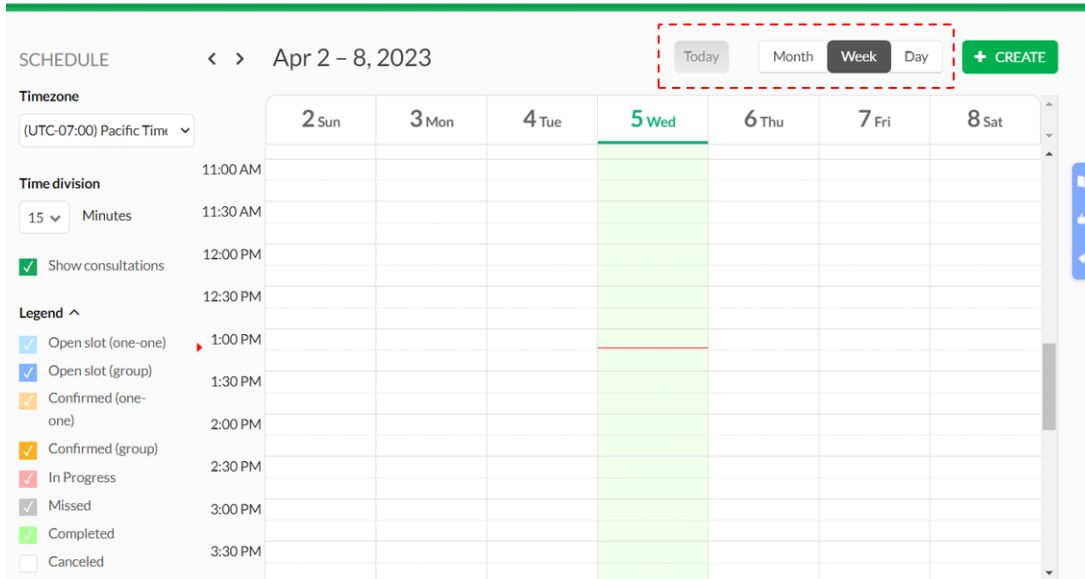 SCHEDULE
Apr 2 – 8, 2023
Today
Month
Week
Day
+ CREATE
Timezone
(UTC-07:00) Pacific Time
Time division
15
Minutes
Show consultations
Legend
Open slot (one-one)
Open slot (group)
Confirmed (one-
one)
Confirmed (group)
In Progress
Missed
Completed
Canceled
2 Sun
3 Mon
4 Tue
5 Wed
6 Thu
7 Fri
8 Sat
11:00 AM
11:30 AM
12:00 PM
12:30 PM
1:00 PM
1:30 PM
2:00 PM
2:30 PM
3:00 PM
3:30 PM